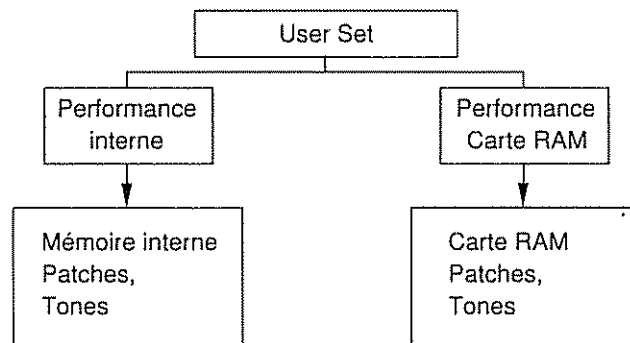 User Set
Performance
interne
Performance
Carte RAM
Mémoire interne
Patches,
Tones
Carte RAM
Patches,
Tones